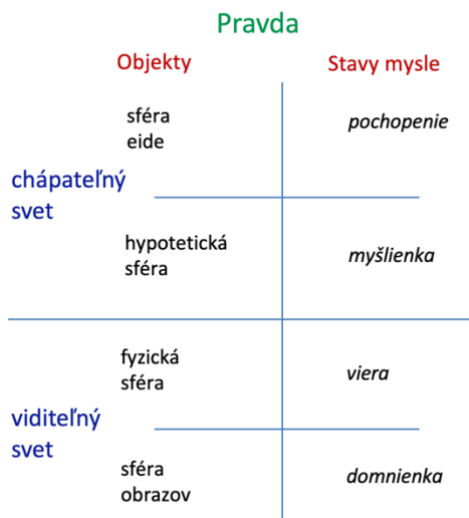 Pravda
Objekty
Stavy mysle
sféra
eide
pochopenie
chápateľný
svet
hypotetická
sféra
myšlienka
fyzická
sféra
viera
viditeľný
svet
sféra
obrazov
domnienka